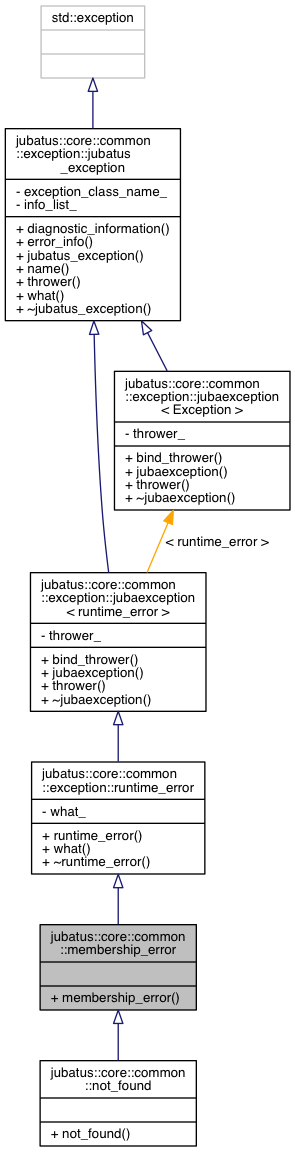 std::exception
jubatus::core::common
::exception::jubatus
_exception
- exception_class_name_
- info_list_
+ diagnostic_information()
+ error_info()
+ jubatus_exception()
+ name()
+ thrower()
+ what()
+ ~jubatus_exception()
jubatus::core::common
::exception::jubaexception
< Exception >
- thrower_
+ bind_thrower()
+ jubaexception()
+ thrower()
+ ~jubaexception()
< runtime_error >
jubatus::core::common
::exception::jubaexception
< runtime_error >
- thrower_
+ bind_thrower()
+ jubaexception()
+ thrower()
+ ~jubaexception()
jubatus::core::common
::exception::runtime_error
- what_
+ runtime_error()
+ what()
+ ~runtime_error()
jubatus::core::common
::membership_error
+ membership_error()
jubatus::core::common
::not_found
+ not_found()